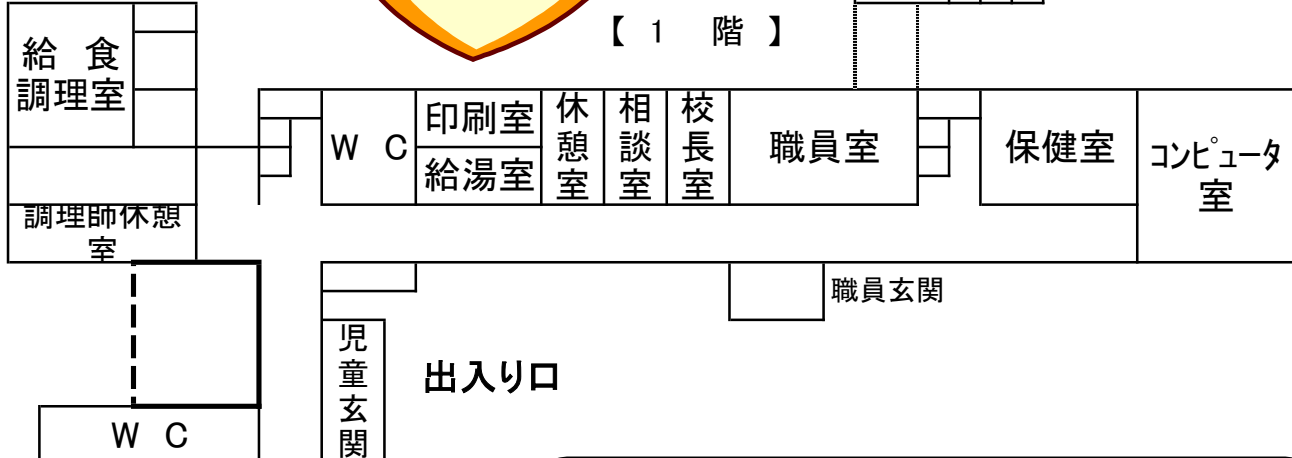 【 1 階 】
給 食
調理室
W C
印刷室
給湯室
休憩室
相談室
校長室
職員室
保健室
コンピュータ
室
調理師休憩
室
職員玄関
児童玄関
出入り口
W C